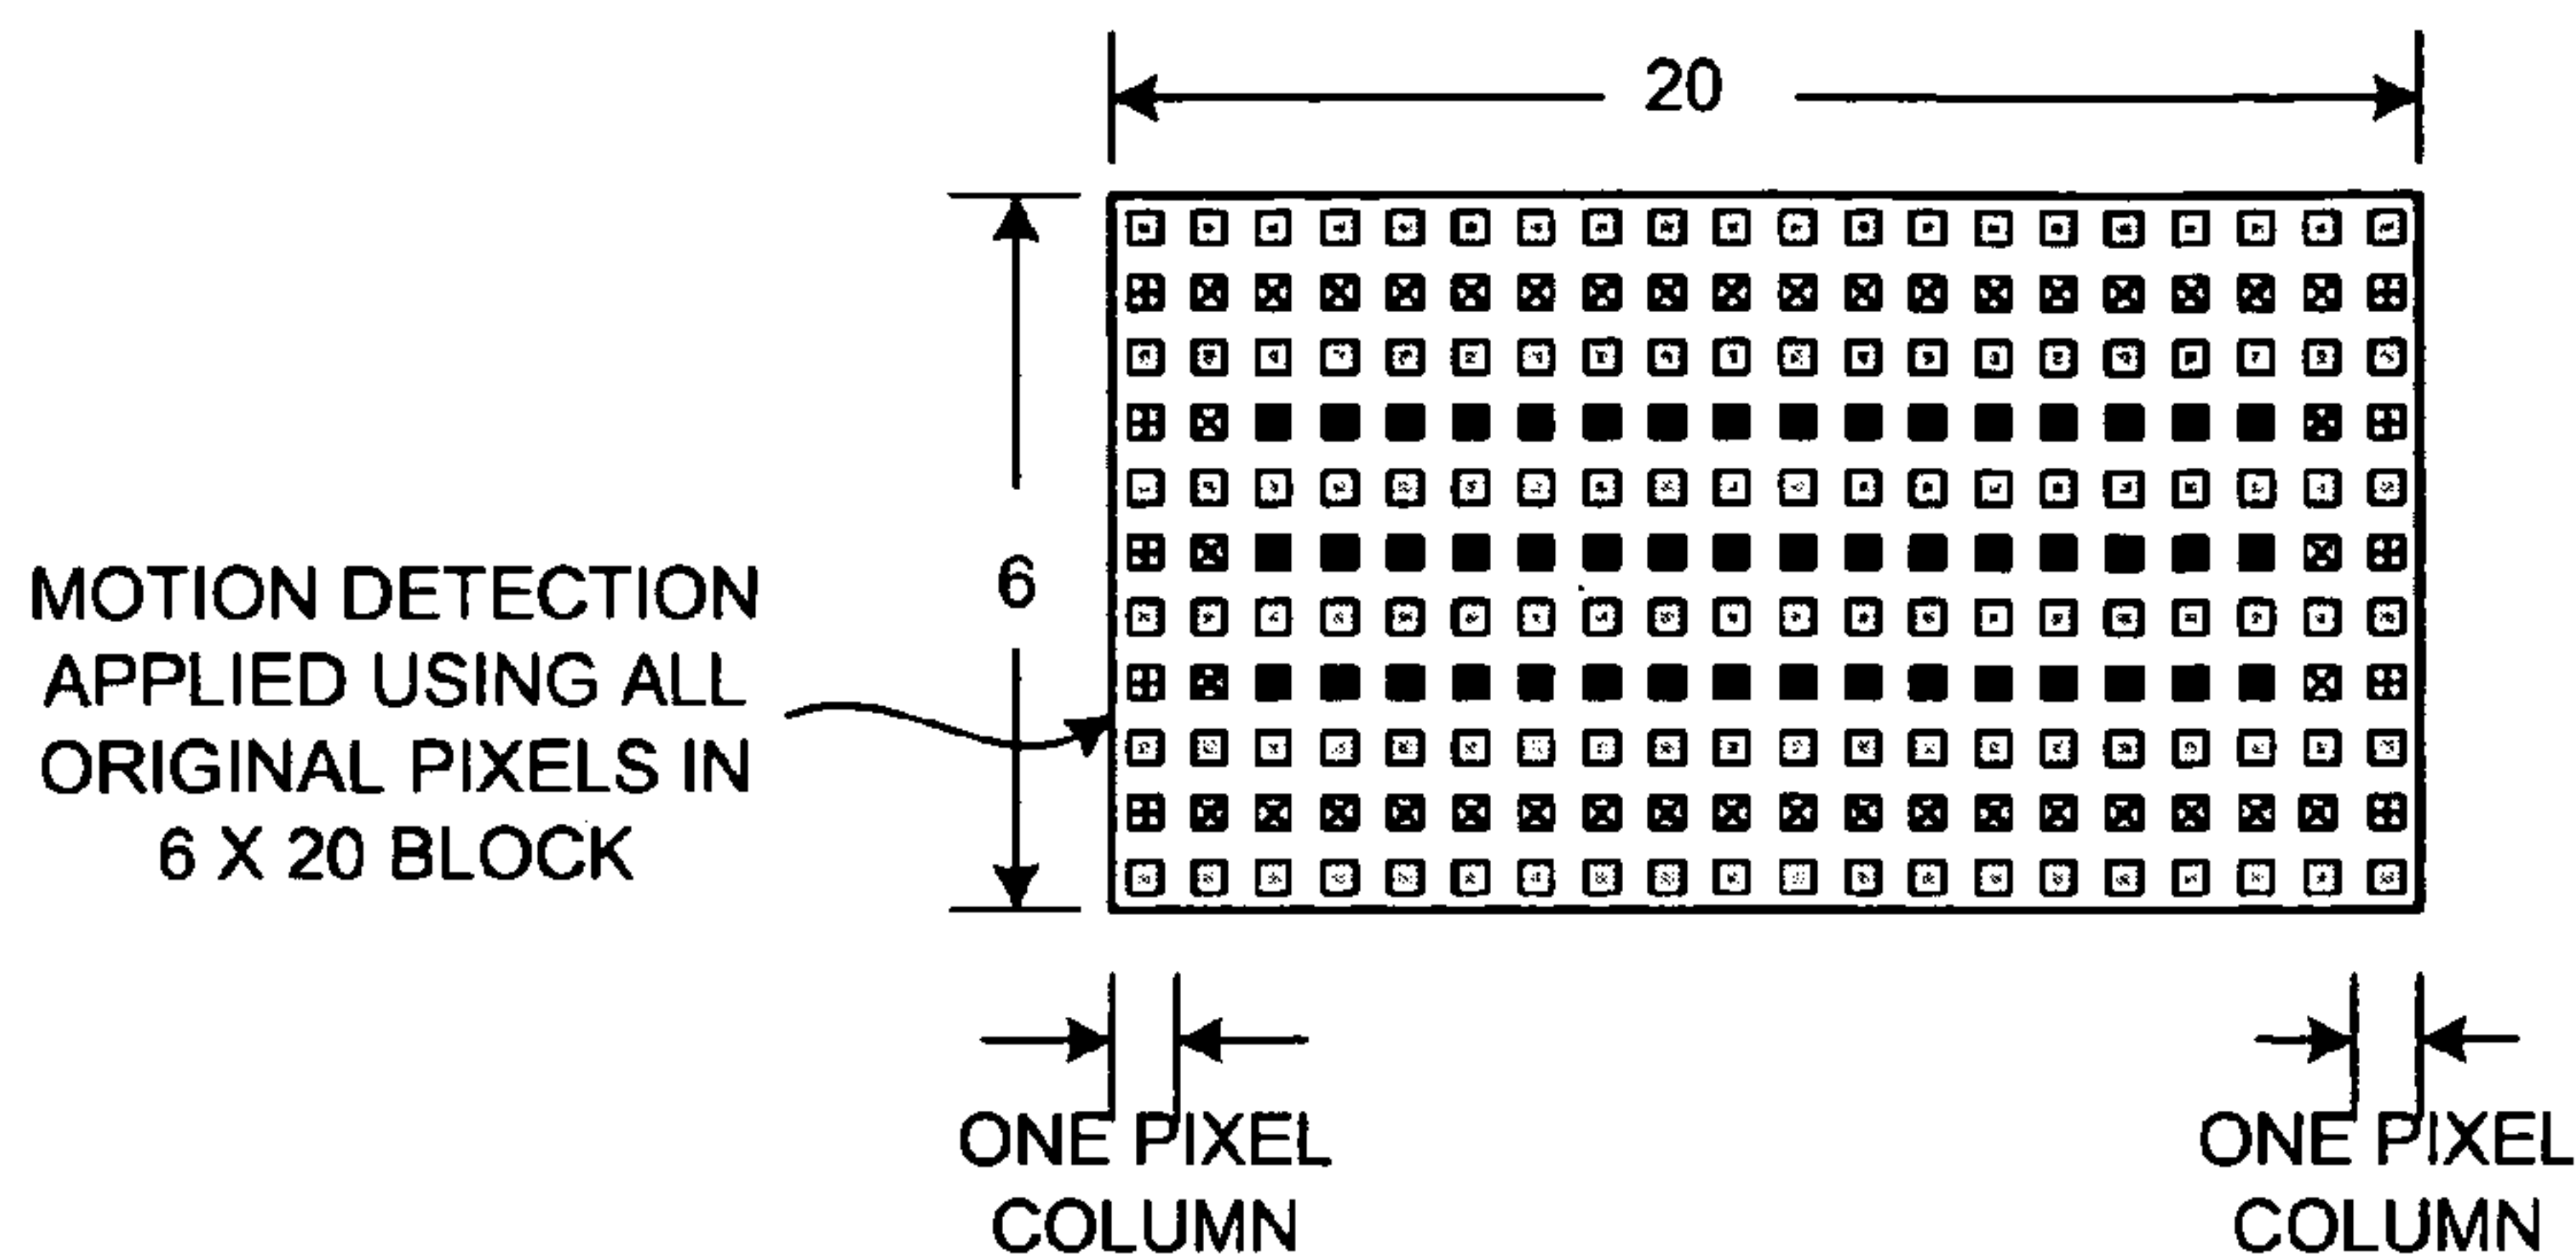 20
6
MOTION DETECTION
APPLIED USING ALL
ORIGINAL PIXELS IN
6 X 20 BLOCK
ONE PIXEL
COLUMN
ONE PIXEL
COLUMN